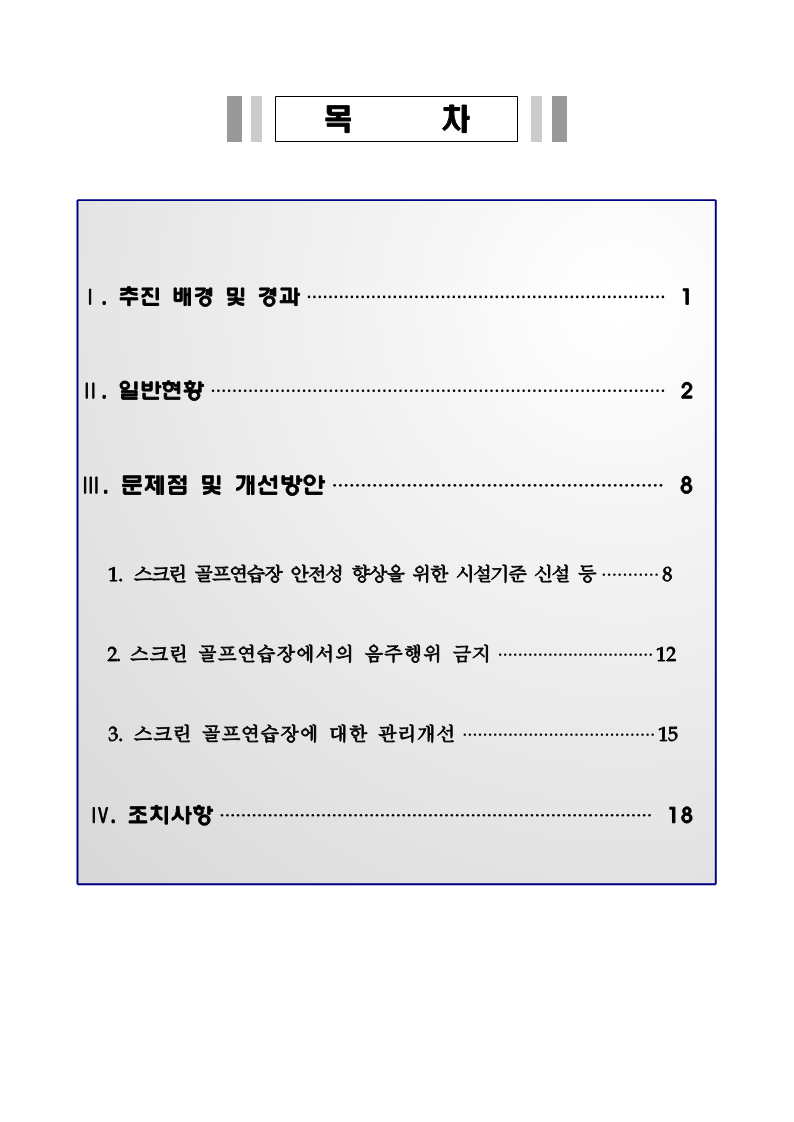 목 차
Ⅰ. 추진 배경 및 경과 ································································ 1
Ⅱ. 일반현황 ················································································ 2
Ⅲ. 문제점 및 개선방안 ···························································· 8
1. 스크린 골프연습장 안전성 향상을 위한 시설기준 신설 등 ··········· 8
2. 스크린 골프연습장에서의 음주행위 금지 ······························· 12
3. 스크린 골프연습장에 대한 관리개선 ······································ 15
Ⅳ. 조치사항 ················································································ 18